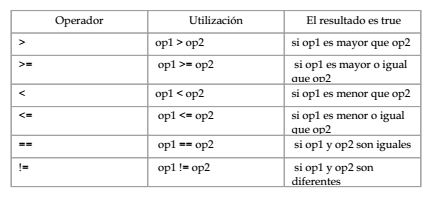 Operador Utilización El resultado es true
> op1 > op2 si op1 es mayor que op2
>= op1 >= op2 si op1 es mayor o igual
que op2
< op1 < op2 si op1 es menor que op2
<= op1 <= op2 si op1 es menor o igual
que op2
== op1 == op2 si op1 y op2 son iguales
!= op1 != op2 si op1 y op2 son
diferentes